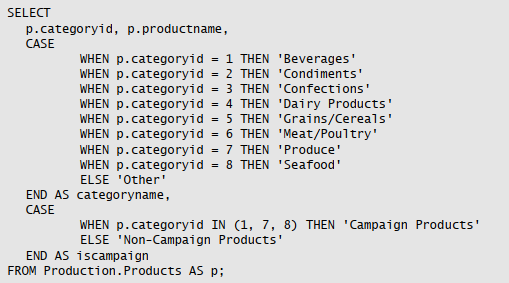 SELECT
p.categoryid, p.productname,
CASE
WHEN p.categoryid = 1 THEN 'Beverages'
WHEN p.categoryid = 2 THEN 'Condiments'
WHEN p.categoryid = 3 THEN 'Confections'
WHEN p.categoryid = 4 THEN 'Dairy Products'
WHEN p.categoryid = 5 THEN 'Grains/Cereals'
WHEN p.categoryid = 6 THEN 'Meat/Poultry'
WHEN p.categoryid = 7 THEN 'Produce'
WHEN p.categoryid = 8 THEN 'Seafood'
ELSE 'Other'
END AS categoryname,
CASE
WHEN p.categoryid IN (1, 7, 8) THEN 'Campaign Products'
ELSE 'Non-Campaign Products'
END AS iscampaign
FROM Production.Products AS p;